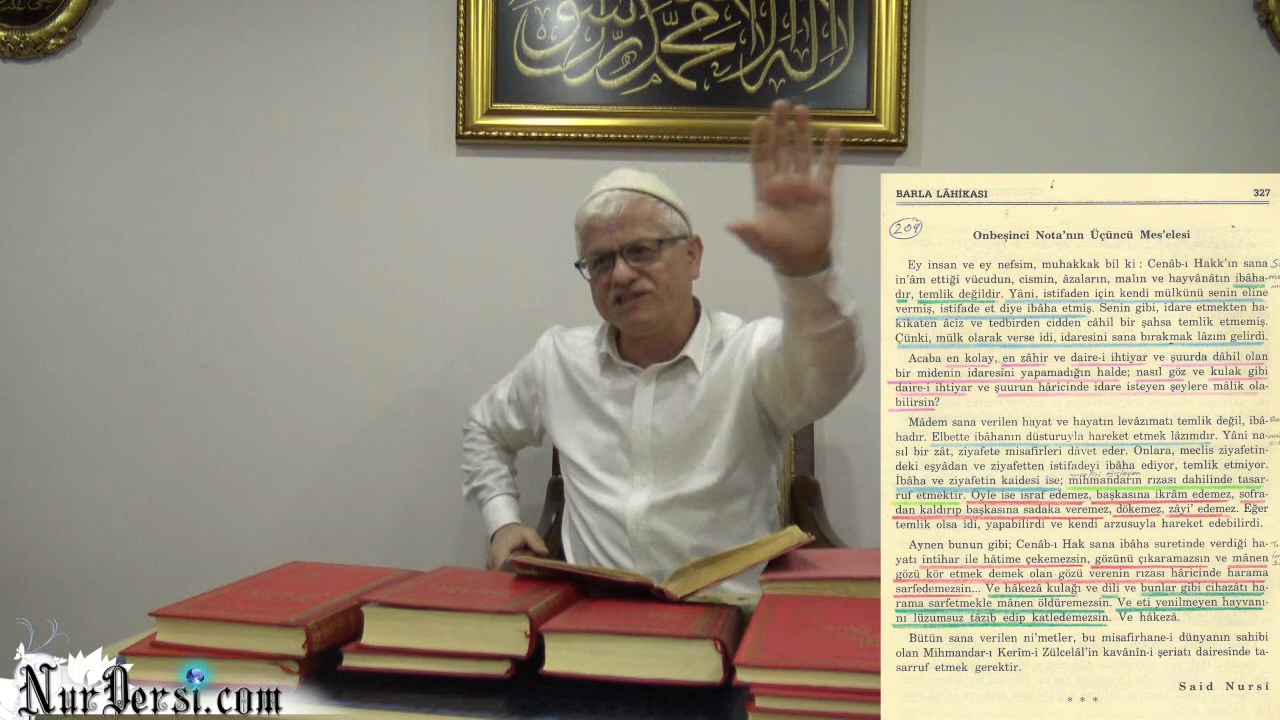 لا اله الا الله محمد رسول الله
BARLA LÂHİKASI 327
Onbeşinci Nota'nın Üçüncü Mes'elesi
Ey insan ve ey nefsim, muhakkak bil ki : Cenâb-ı Hakk'ın sana
in'âm ettiği vücudun, cismin, âzaların, malın ve hayvânâtın ibâha-
dır, temlik değildir. Yâni, istifaden için kendi mülkünü senin eline
vermiş, istifade et diye ibâha etmiş. Senin gibi, idare etmekten ha-
kikaten âciz ve tedbirden cidden câhil bir şahsa temlik etmemiş.
Çünki, mülk olarak verse idi, idaresini sana bırakmak lâzım gelirdi.
Acaba en kolay, en zâhir ve daire-i ihtiyar ve şuurda dâhil olan
bir midenin idaresini yapamadığın halde; nasıl göz ve kulak gibi
daire-i ihtiyar ve şuurun hâricinde idare isteyen şeylere mâlik ola-
bilirsin?
Mâdem sana verilen hayat ve hayatın levâzımatı temlik değil, ibâ-
hadır. Elbette ibâhanın düsturuyla hareket etmek lâzımdır. Yâni na-
sıl bir zât, ziyafete misafirleri dâvet eder. Onlara, meclis ziyafetin-
deki eşyâdan ve ziyafetten istifadeyi ibâha ediyor, temlik etmiyor.
İbâha ve ziyafetin kaidesi ise; mihmandarın rızası dahilinde tasar-
ruf etmektir. Öyle ise israf edemez, başkasına ikrâm edemez, sofra-
dan kaldırıp başkasına sadaka veremez, dökemez, zâyi' edemez. Eğer
temlik olsa idi, yapabilirdi ve kendi arzusuyla hareket edebilirdi.
Aynen bunun gibi; Cenâb-ı Hak sana ibâha suretinde verdiği ha-
yatı intihar ile hâtime çekemezsin, gözünü çıkaramazsın ve mânen
gözü kör etmek demek olan gözü verenin rızası hâricinde harama
sarfedemezsin... Ve hâkezâ kulağı ve dili ve bunlar gibi cihazatı ha-
rama sarfetmekle mânen öldüremezsin. Ve eti yenilmeyen hayvanı-
nı lüzumsuz tâzib edip katledemezsin. Ve hâkezâ.
Bütün sana verilen ni'metler, bu misafirhane-i dünyanın sahibi
olan Mihmandar-ı Kerîm-i Zülcelâl'in kavânîn-i şeriatı dairesinde ta-
sarruf etmek gerektir.
Said Nursî
* * *
NurDersi.com